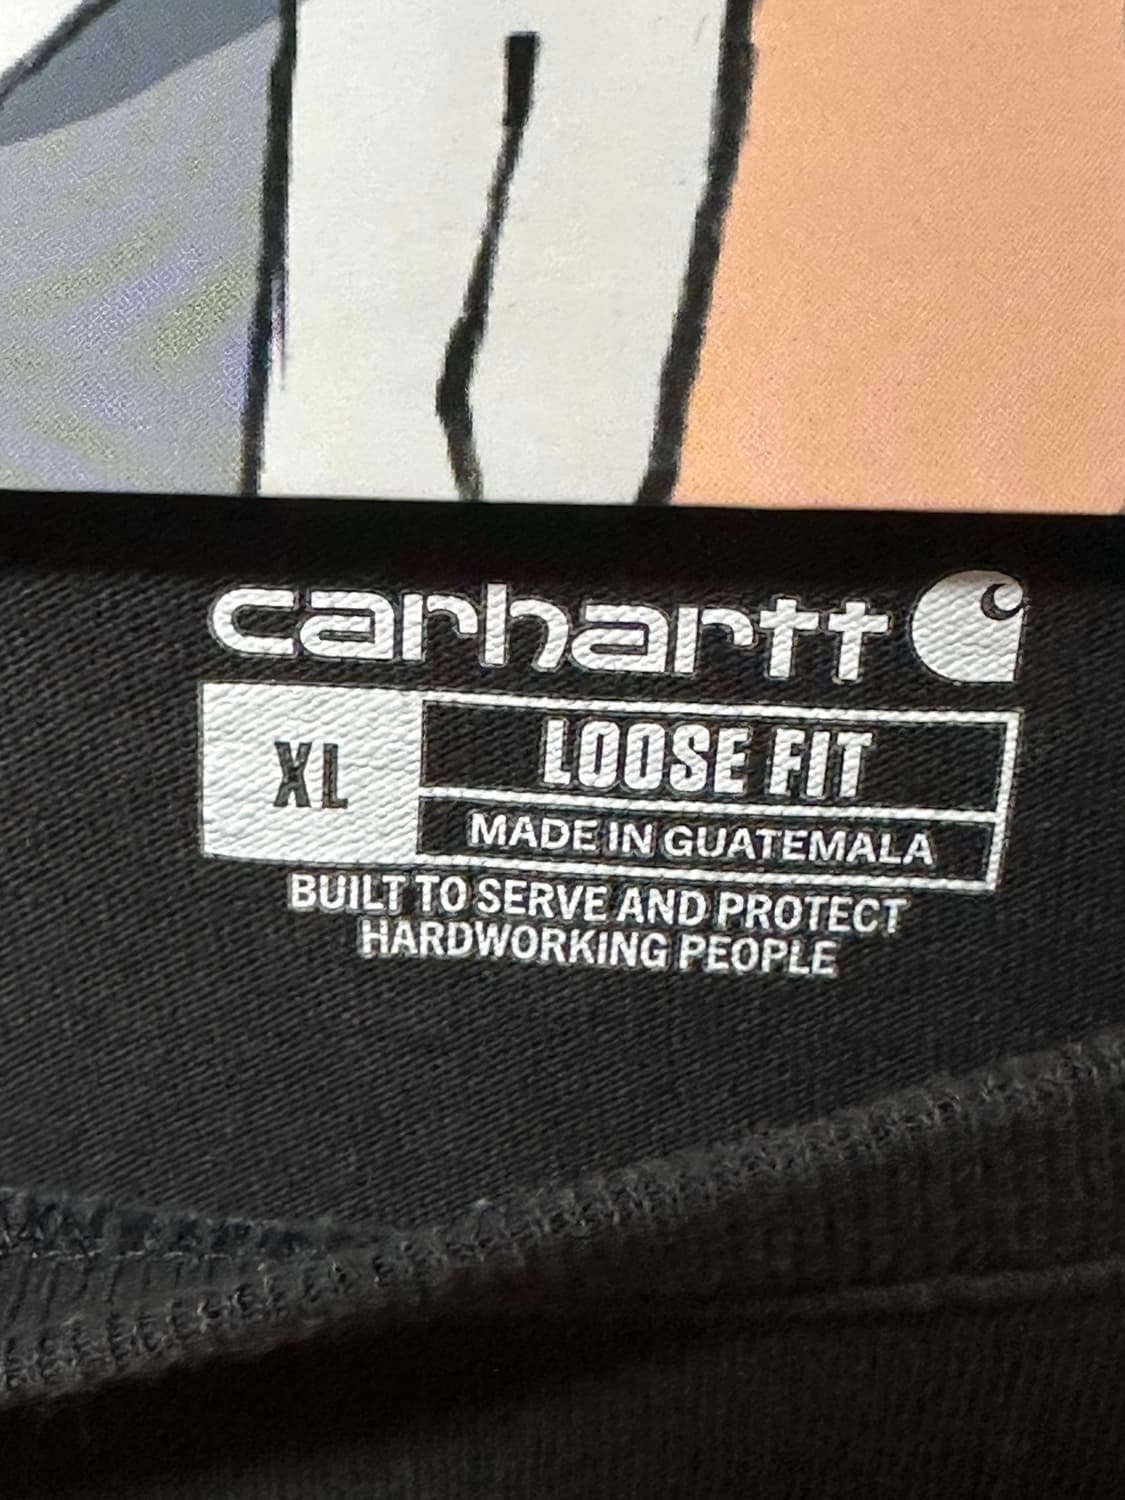 carhartt
XL
LOOSE FIT
MADE IN GUATEMALA
BUILT TO SERVE AND PROTECT
HARDWORKING PEOPLE